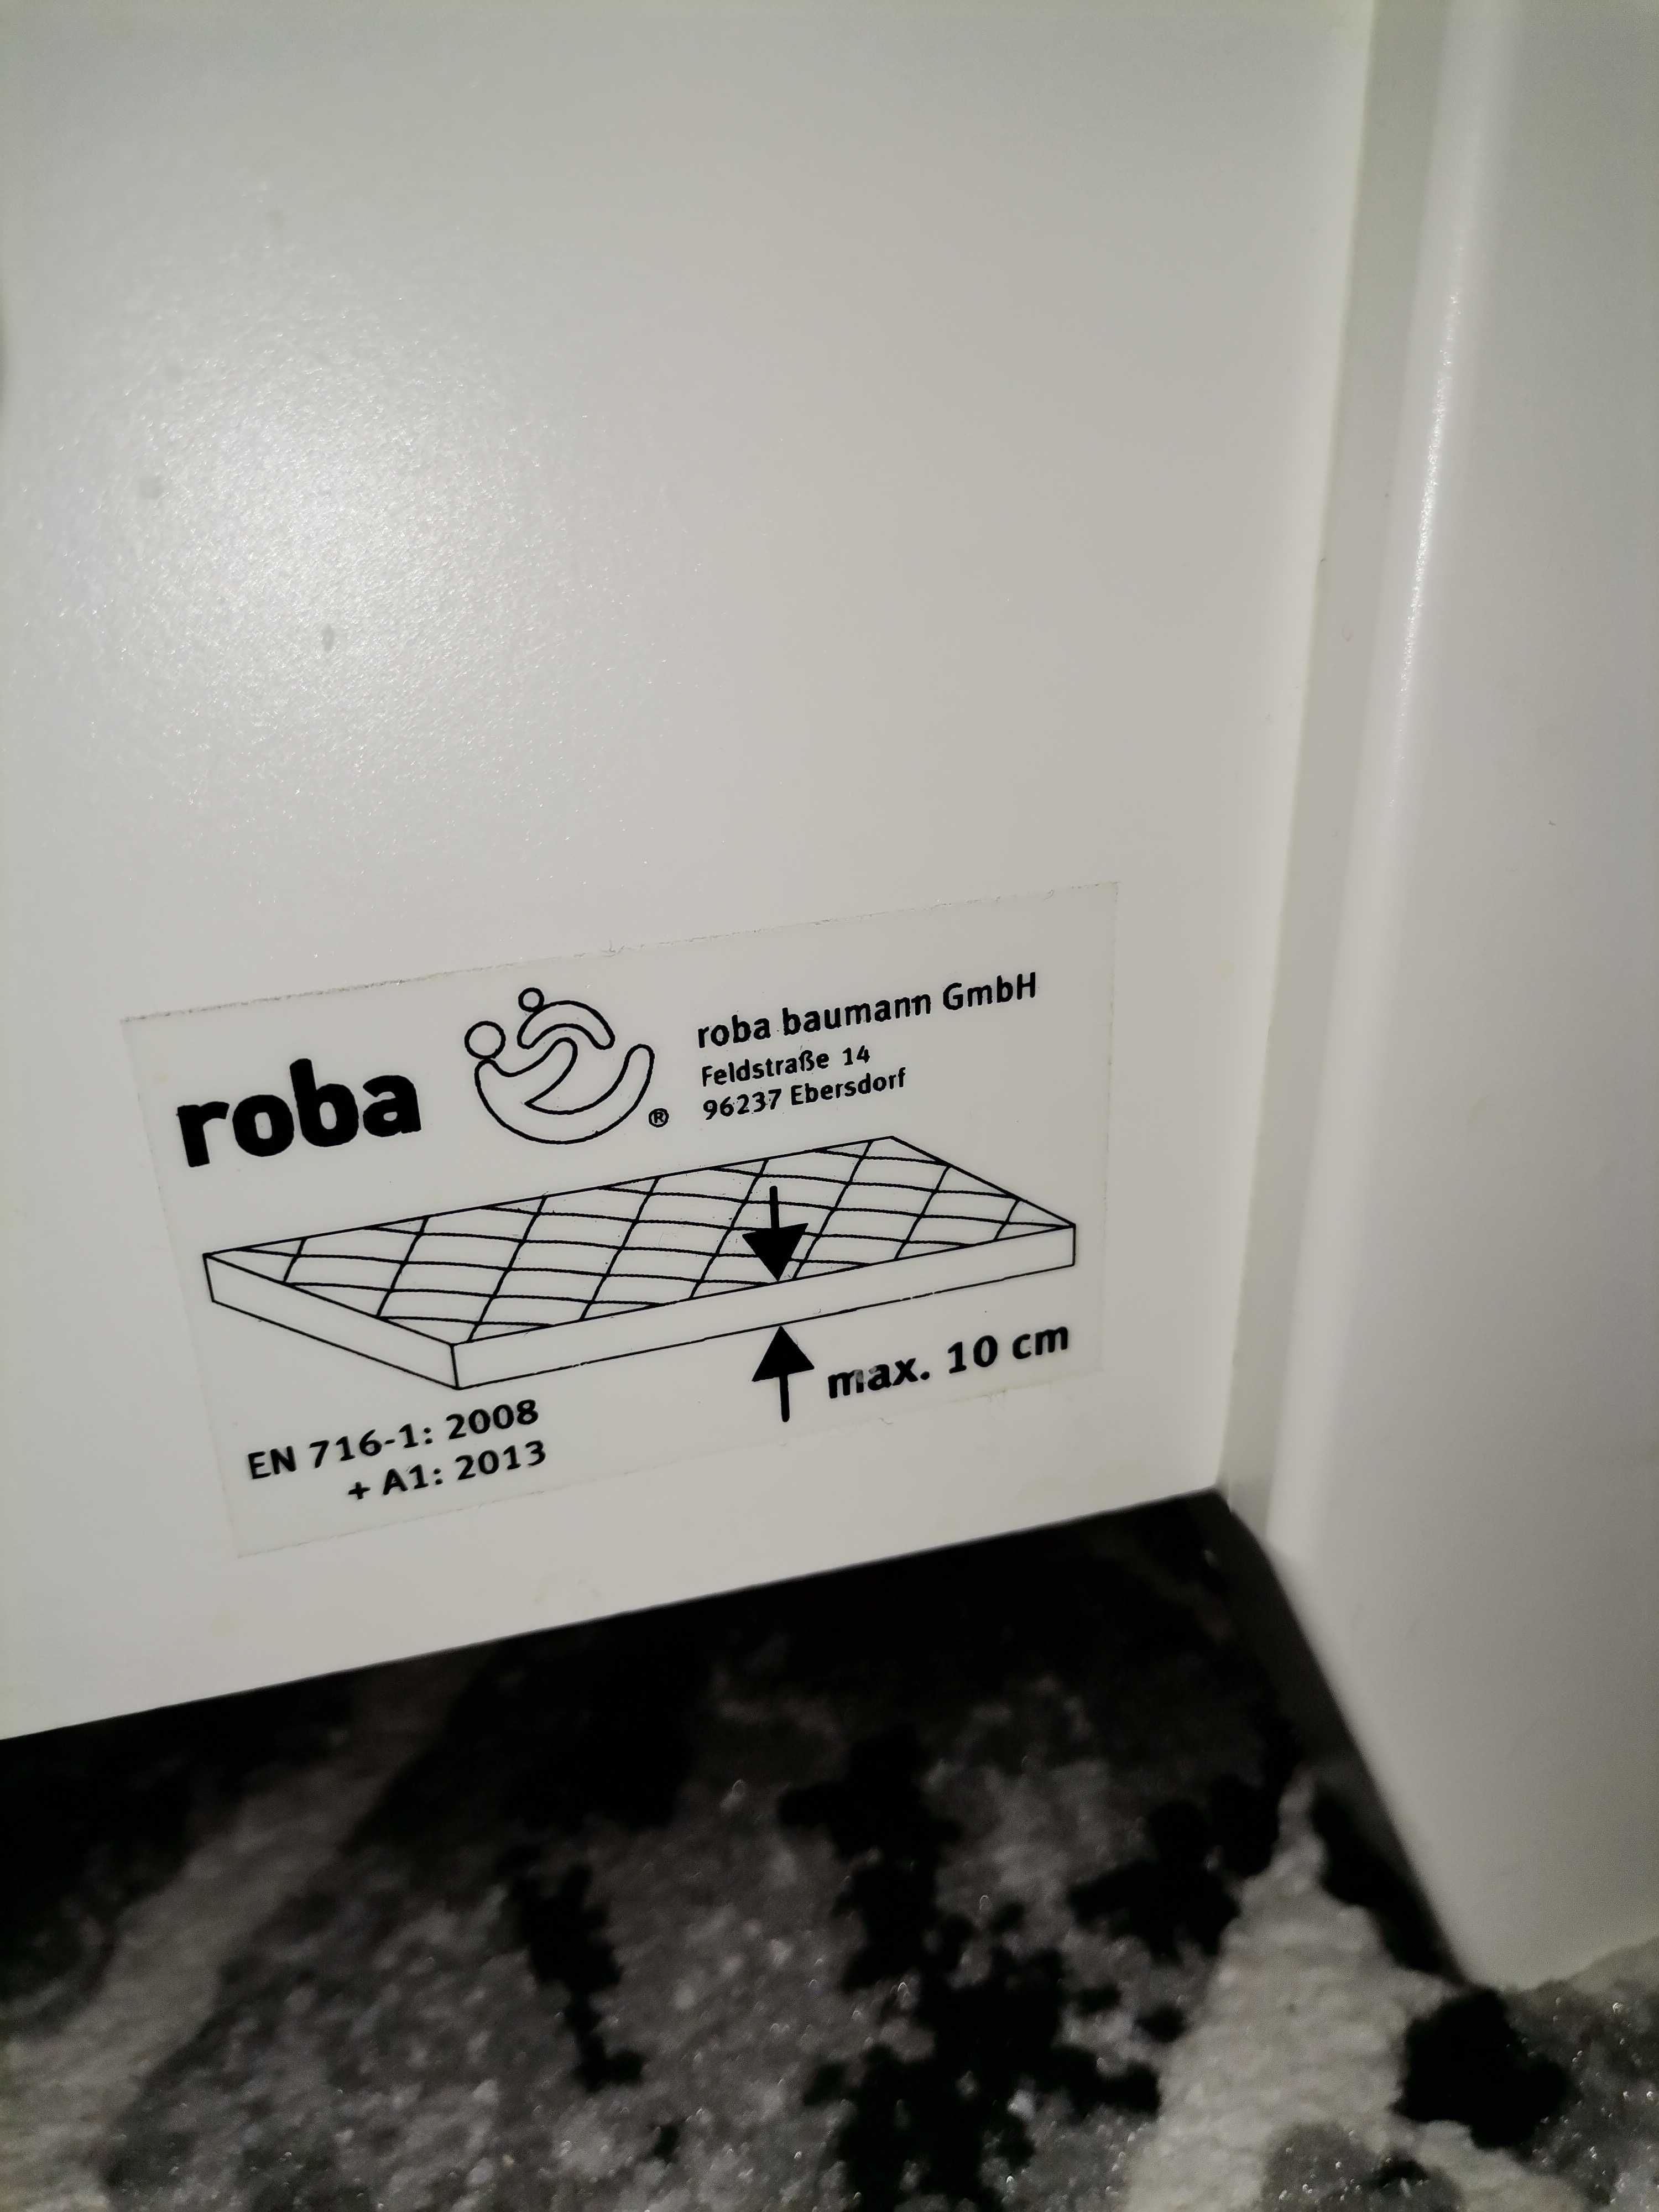 roba
®
roba baumann GmbH
Feldstraße 14
96237 Ebersdorf
max. 10 cm
EN 716-1: 2008
+ A1: 2013